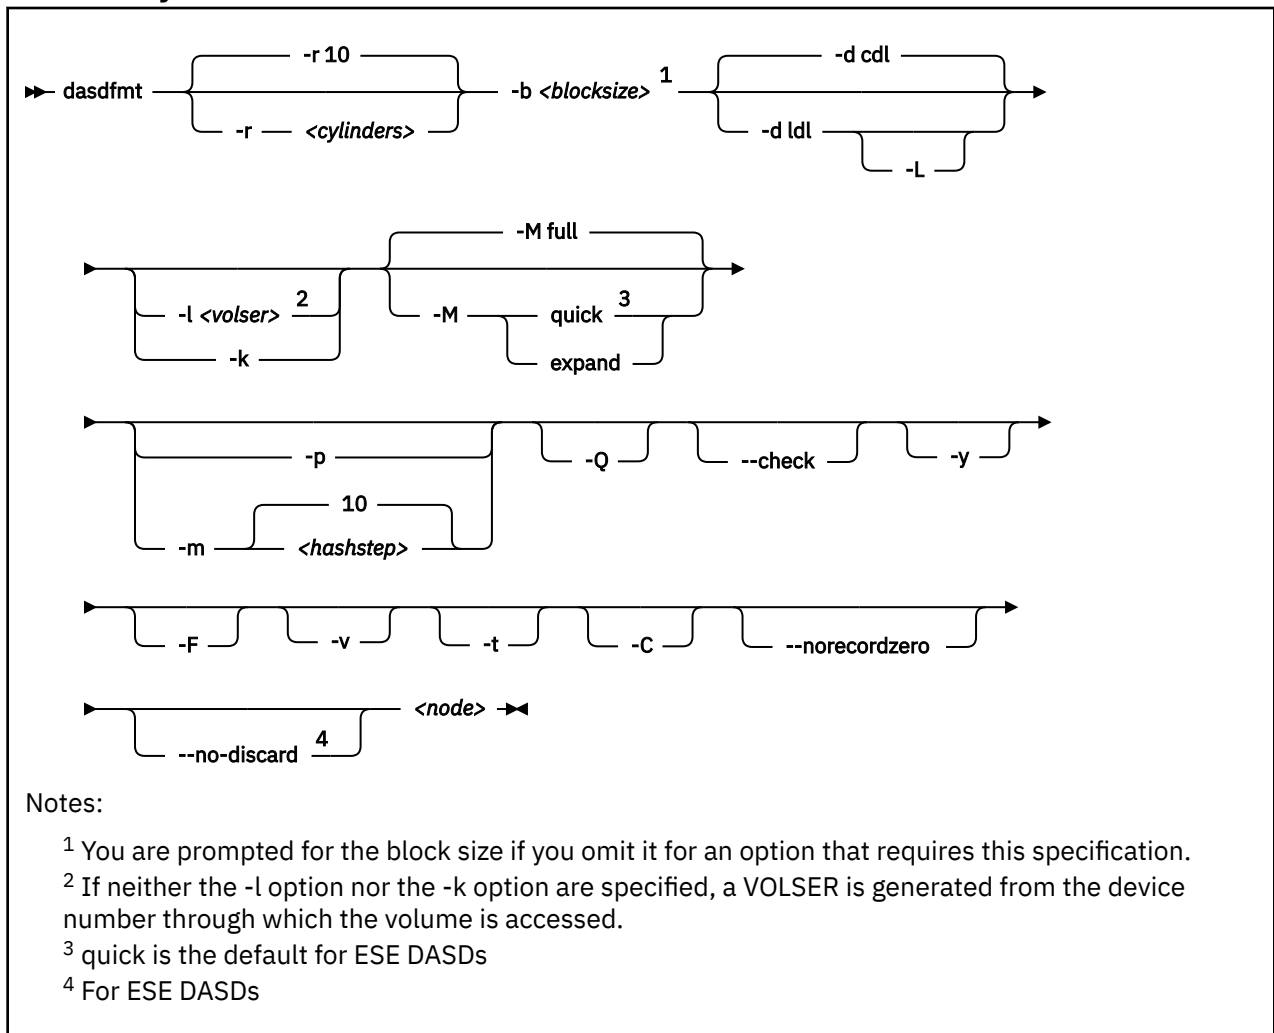 -r 10
-d cdl
dasdfmt -b <blocksize> 1
-r <cylinders>
-d ldl
-L
-M full
-l <volser> 2
-M quick 3
-k
expand
-p
-Q
--check
-y
10
-m <hashstep>
-F
-v
-t
-C
--norecordzero
<node>
--no-discard 4
Notes:
1 You are prompted for the block size if you omit it for an option that requires this specification.
2 If neither the -l option nor the -k option are specified, a VOLSER is generated from the device
number through which the volume is accessed.
3 quick is the default for ESE DASDs
4 For ESE DASDs